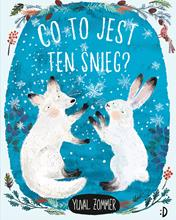 CO TO JEST
TEN ŚNIEG?
YUVAL ZOMMER
:D